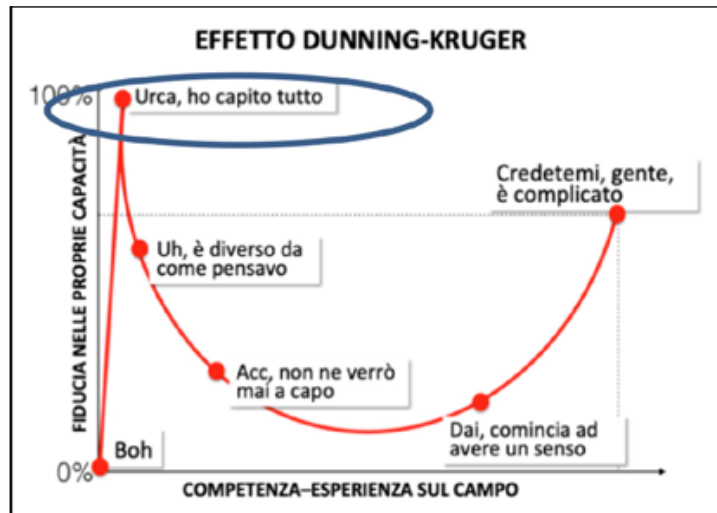 EFFETTO DUNNING-KRUGER
100%
Urca, ho capito tutto
Credetemi, gente,
è complicato
Uh, è diverso da
come pensavo
Acc, non ne verrò
mai a capo
Dai, comincia ad
avere un senso
Boh
0%
FIDUCIA NELLE PROPRIE CAPACITÀ
COMPETENZA–ESPERIENZA SUL CAMPO